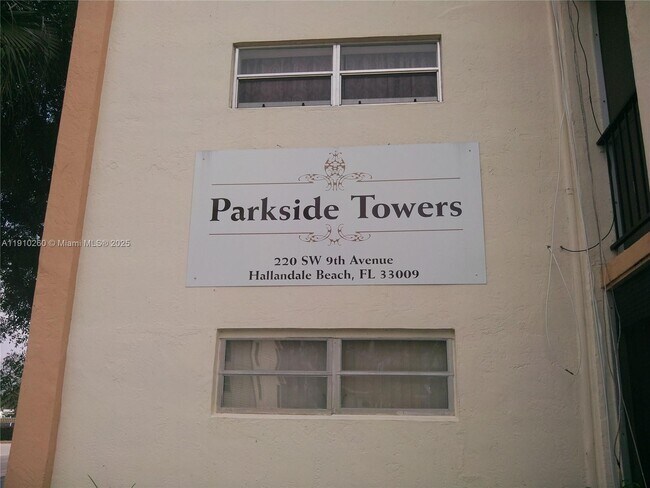 Parkside Towers
220 SW 9th Avenue
Hallandale Beach, FL 33009
A11910260 © Miami MLS © 2025